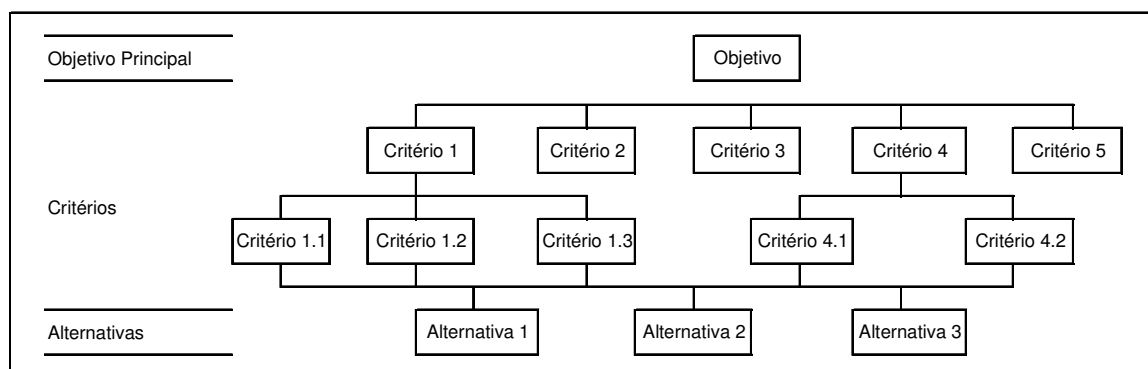 Objetivo Principal
Objetivo
Critério 1
Critério 2
Critério 3
Critério 4
Critério 5
Critérios
Critério 1.1
Critério 1.2
Critério 1.3
Critério 4.1
Critério 4.2
Alternativas
Alternativa 1
Alternativa 2
Alternativa 3